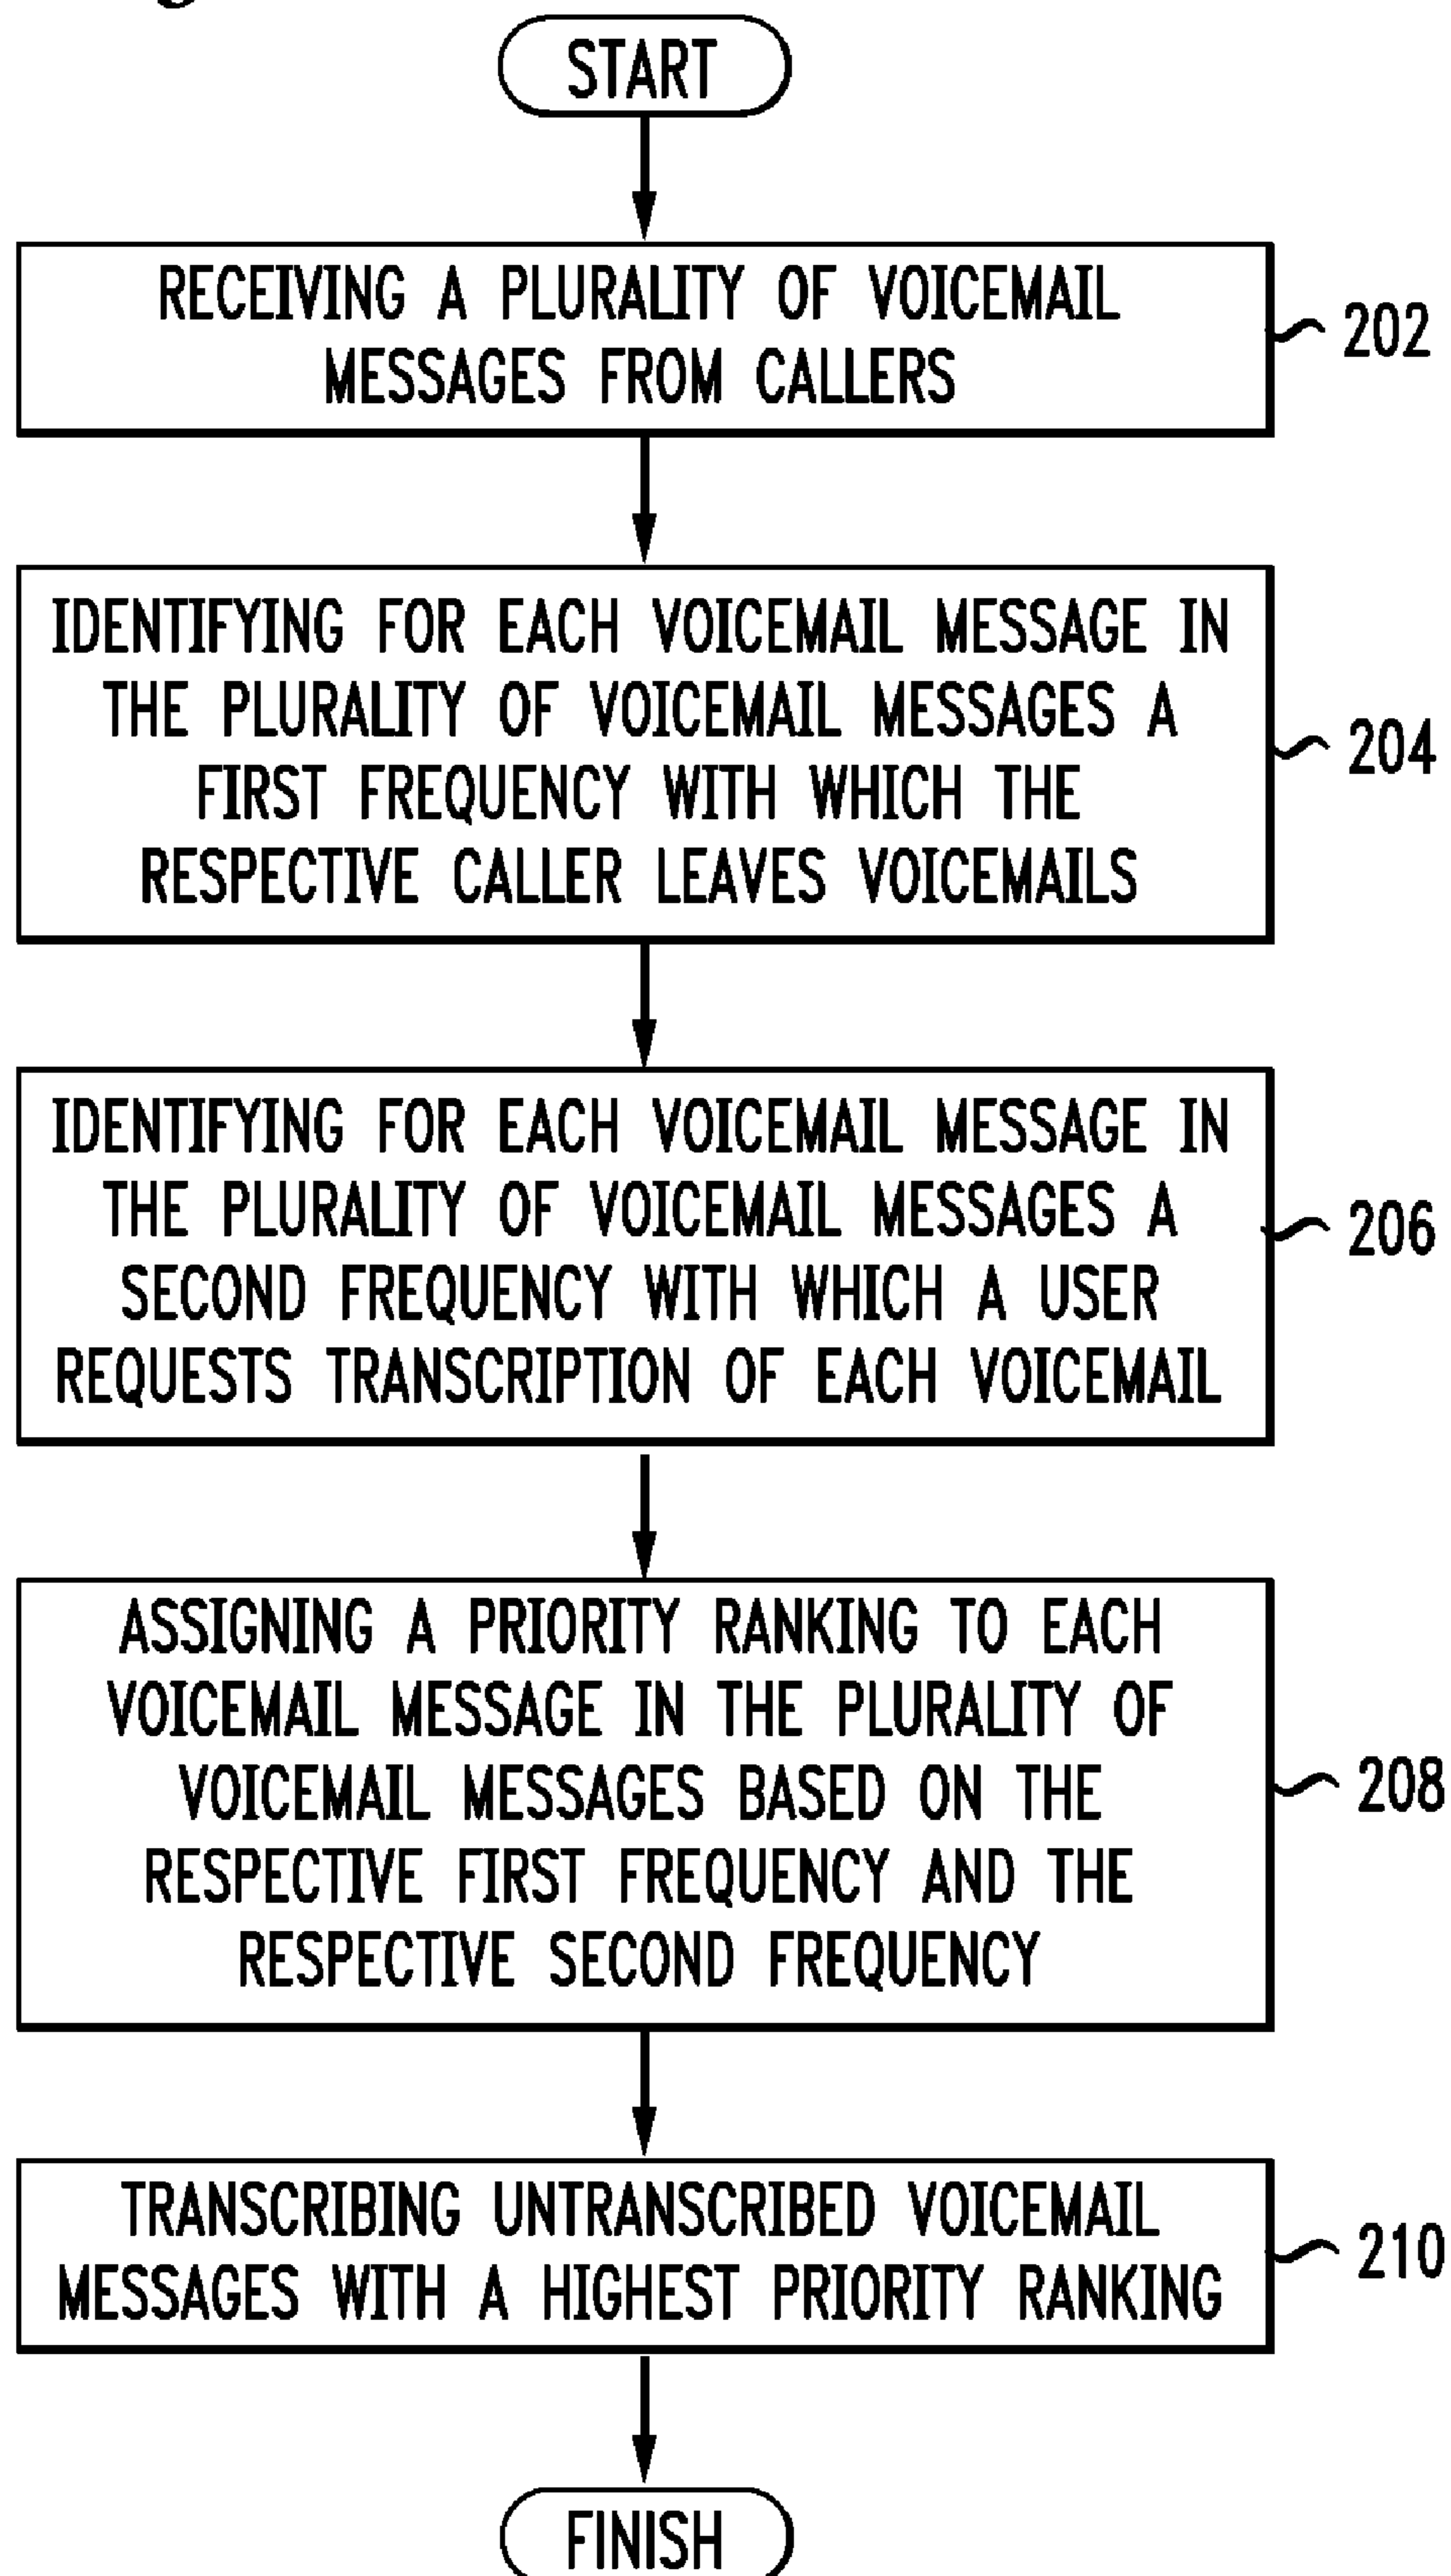 START
RECEIVING A PLURALITY OF VOICEMAIL
MESSAGES FROM CALLERS
202
IDENTIFYING FOR EACH VOICEMAIL MESSAGE IN
THE PLURALITY OF VOICEMAIL MESSAGES A
FIRST FREQUENCY WITH WHICH THE
RESPECTIVE CALLER LEAVES VOICEMAILS
204
IDENTIFYING FOR EACH VOICEMAIL MESSAGE IN
THE PLURALITY OF VOICEMAIL MESSAGES A
SECOND FREQUENCY WITH WHICH A USER
REQUESTS TRANSCRIPTION OF EACH VOICEMAIL
206
ASSIGNING A PRIORITY RANKING TO EACH
VOICEMAIL MESSAGE IN THE PLURALITY OF
VOICEMAIL MESSAGES BASED ON THE
RESPECTIVE FIRST FREQUENCY AND THE
RESPECTIVE SECOND FREQUENCY
208
TRANSCRIBING UNTRANSCRIBED VOICEMAIL
MESSAGES WITH A HIGHEST PRIORITY RANKING
210
FINISH